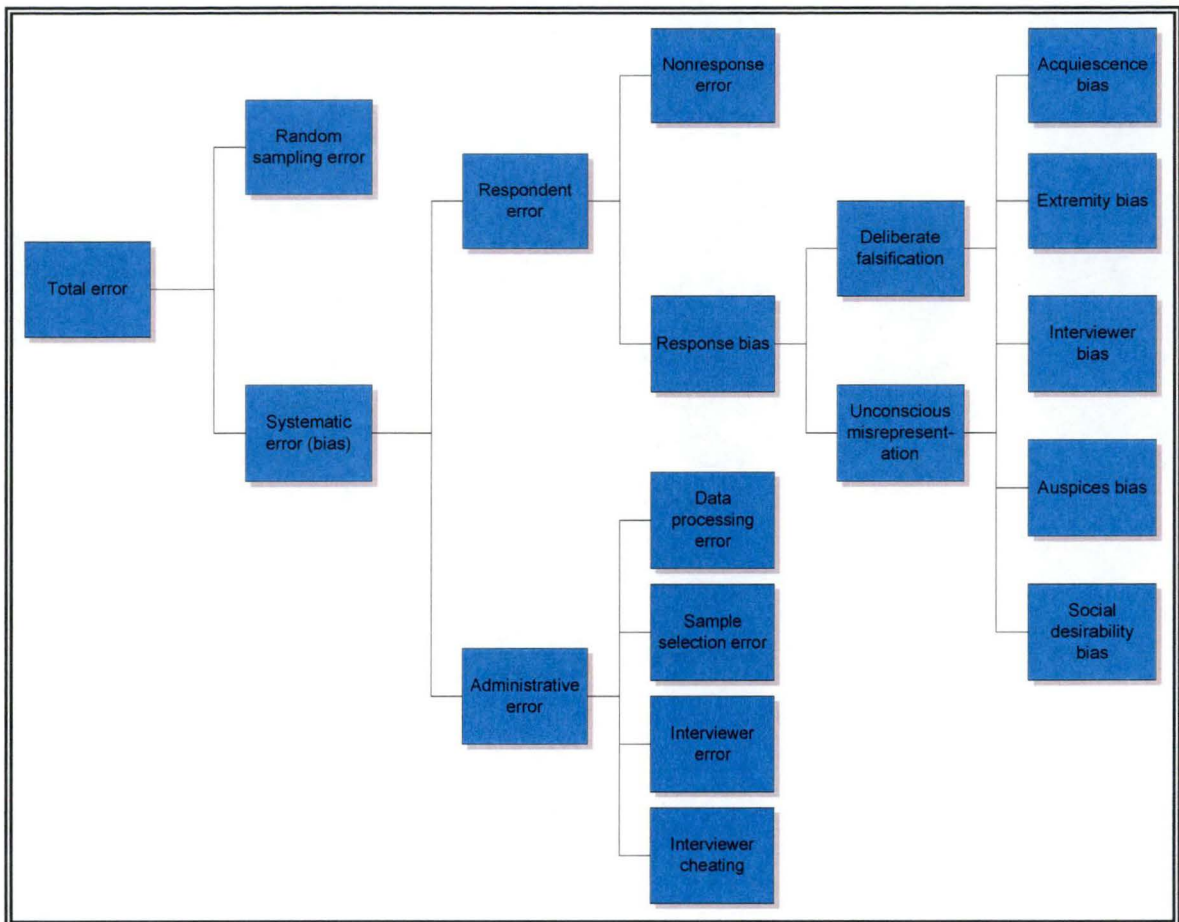 Total error
Random
sampling error
Systematic
error (bias)
Respondent
error
Administrative
error
Nonresponse
error
Response bias
Data
processing
error
Sample
selection error
Interviewer
error
Interviewer
cheating
Deliberate
falsification
Unconscious
misrepresent-
ation
Acquiescence
bias
Extremity bias
Interviewer
bias
Auspices bias
Social
desirability
bias